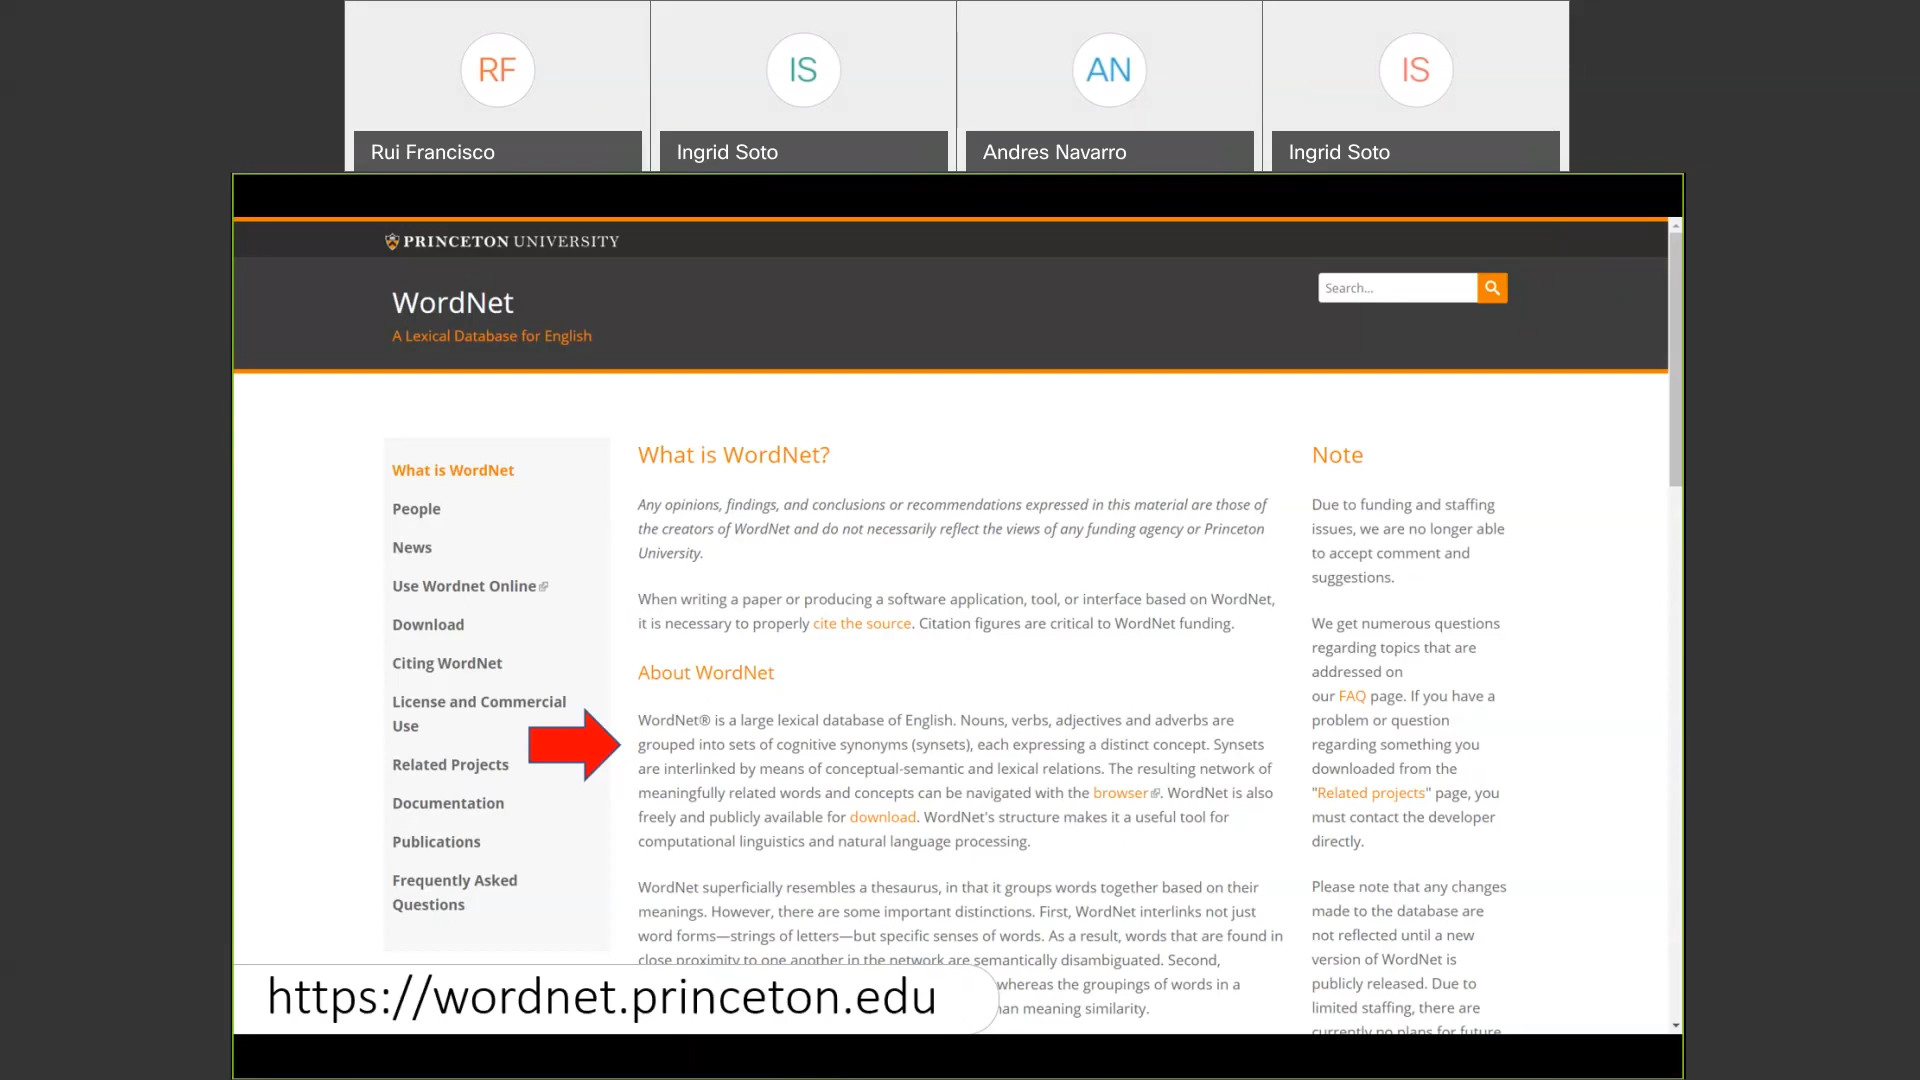 RF
IS
AN
IS
Rui Francisco
Ingrid Soto
Andres Navarro
Ingrid Soto
PRINCETON UNIVERSITY
WordNet
A Lexical Database for English
Search...
What is WordNet
People
News
Use Wordnet Online
Download
Citing WordNet
License and Commercial
Use
Related Projects
Documentation
Publications
Frequently Asked
Questions
What is WordNet?
Any opinions, findings, and conclusions or recommendations expressed in this material are those of
the creators of WordNet and do not necessarily reflect the views of any funding agency or Princeton
University.
When writing a paper or producing a software application, tool, or interface based on WordNet,
it is necessary to properly cite the source. Citation figures are critical to WordNet funding.
About WordNet
WordNet® is a large lexical database of English. Nouns, verbs, adjectives and adverbs are
grouped into sets of cognitive synonyms (synsets), each expressing a distinct concept. Synsets
are interlinked by means of conceptual-semantic and lexical relations. The resulting network of
meaningfully related words and concepts can be navigated with the browser. WordNet is also
freely and publicly available for download. WordNet's structure makes it a useful tool for
computational linguistics and natural language processing.
WordNet superficially resembles a thesaurus, in that it groups words together based on their
meanings. However, there are some important distinctions. First, WordNet interlinks not just
word forms—strings of letters—but specific senses of words. As a result, words that are found in
close proximity to one another in the network are semantically disambiguated. Second,
whereas the groupings of words in a
meaning similarity.
Note
Due to funding and staffing
issues, we are no longer able
to accept comment and
suggestions.
We get numerous questions
regarding topics that are
addressed on
our FAQ page. If you have a
problem or question
regarding something you
downloaded from the
"Related projects" page, you
must contact the developer
directly.
Please note that any changes
made to the database are
not reflected until a new
version of WordNet is
publicly released. Due to
limited staffing, there are
currently no plans for future
https://wordnet.princeton.edu